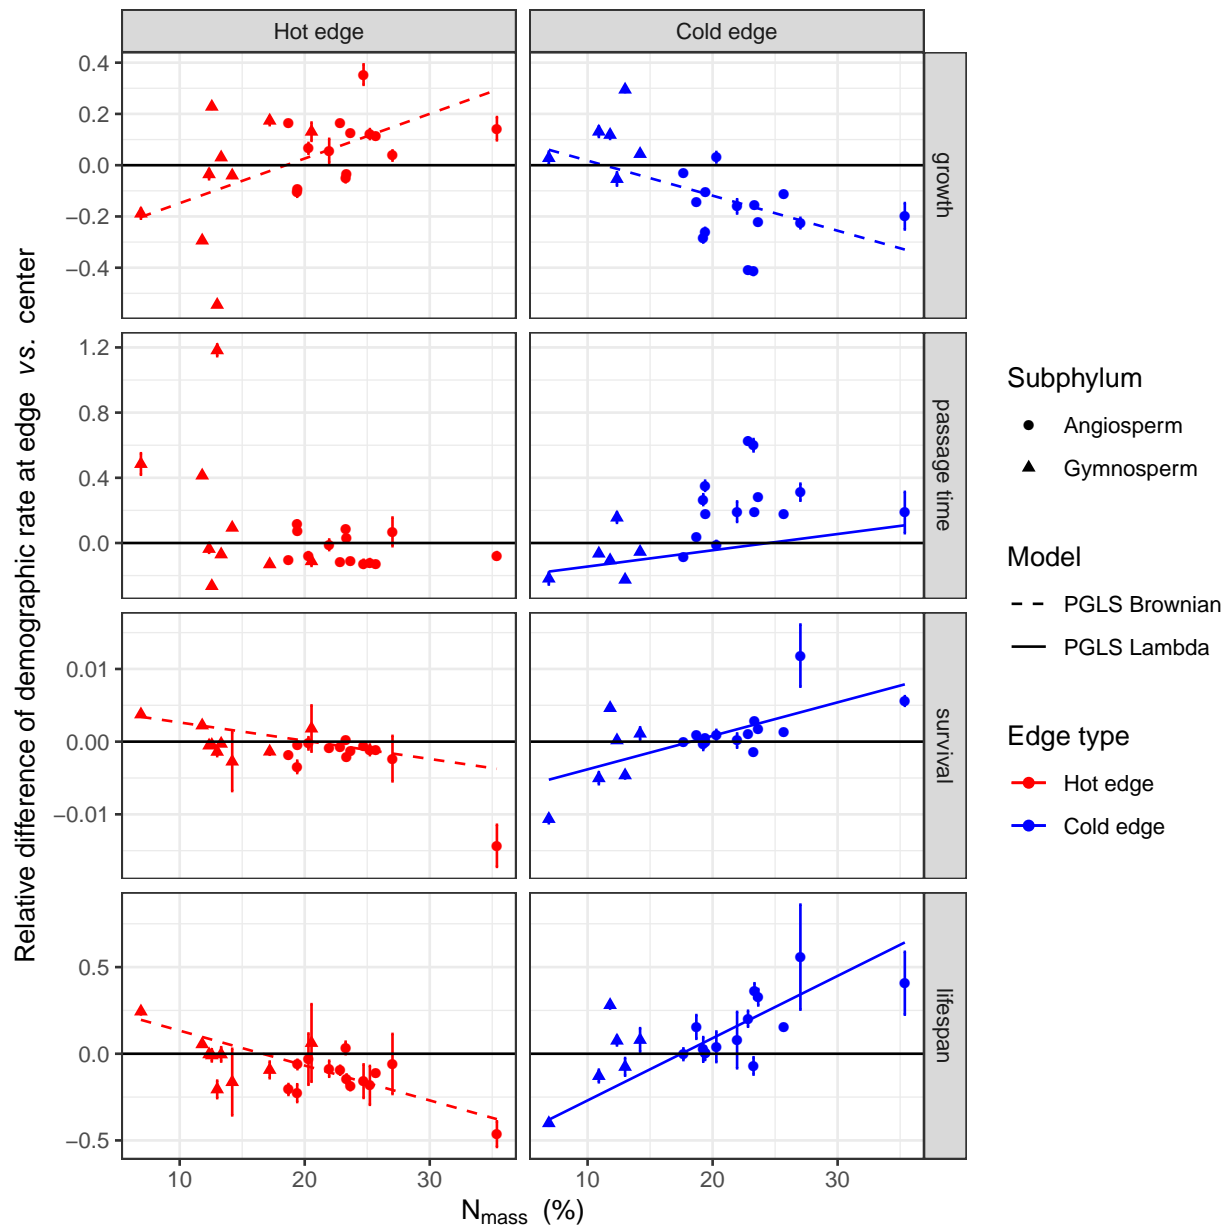 Hot edge
Cold edge
Relative difference of demographic rate at edge vs. center
0.4
0.2
0.0
−0.2
−0.4
growth
1.2
0.8
0.4
0.0
passage time
0.01
0.00
−0.01
survival
0.5
0.0
−0.5
lifespan
10
20
30
10
20
30
Nmass (%)
Subphylum
Angiosperm
Gymnosperm
Model
PGLS Brownian
PGLS Lambda
Edge type
Hot edge
Cold edge